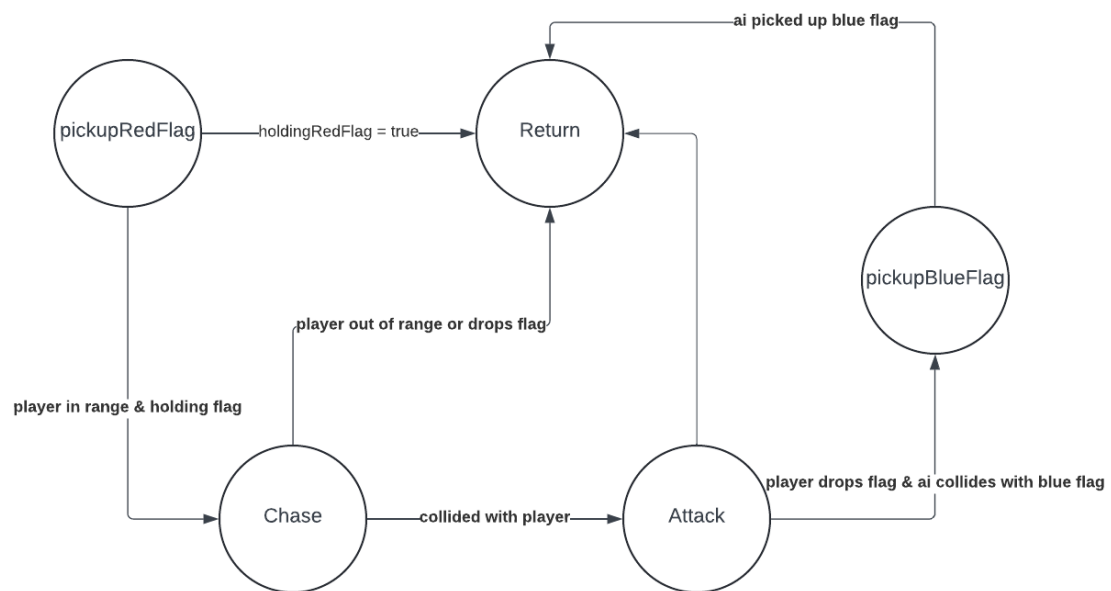 ai picked up blue flag
pickupRedFlag
holdingRedFlag = true
Return
pickupBlueFlag
player out of range or drops flag
player in range & holding flag
player drops flag & ai collides with blue flag
Chase
collided with player
Attack